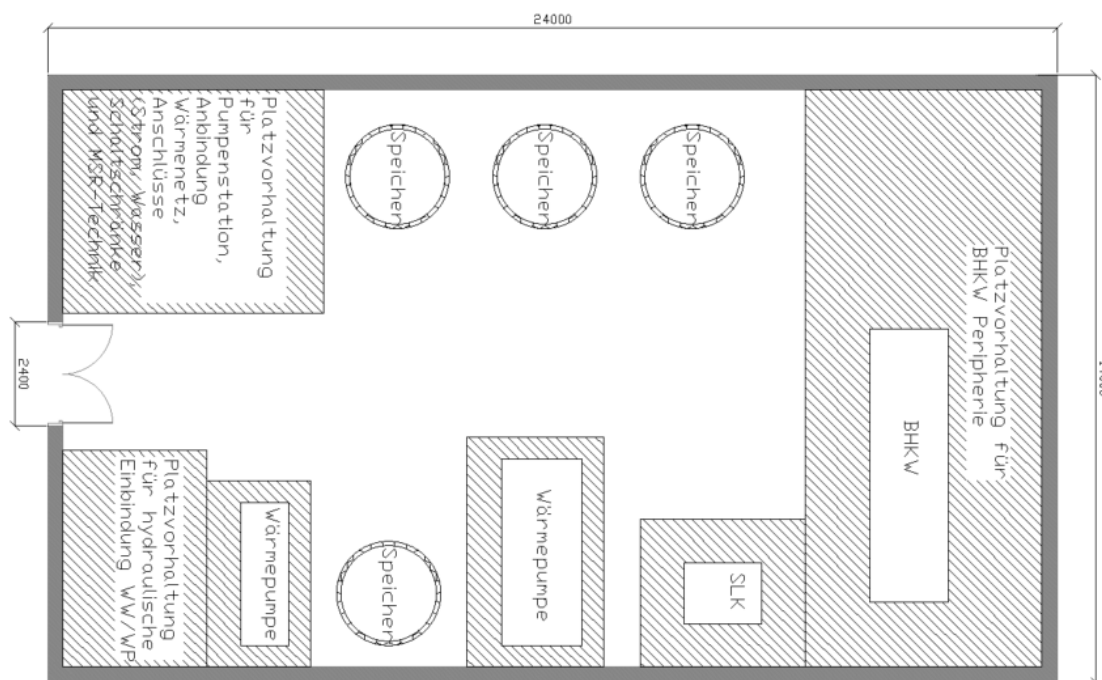 24000
Platzvorhaltung
für
Pumpenstation,
Anbindung
Wärmenetz,
Anschlüsse
(Strom, Wasser),
Schaltschränke
und MSR-Technik
Speicher
Speicher
Speicher
Platzvorhaltung für
BHKW Peripherie
BHKW
2400
Platzvorhaltung
für hydraulische
Einbindung WW/WP
Wärmepumpe
Speicher
Wärmepumpe
SLK